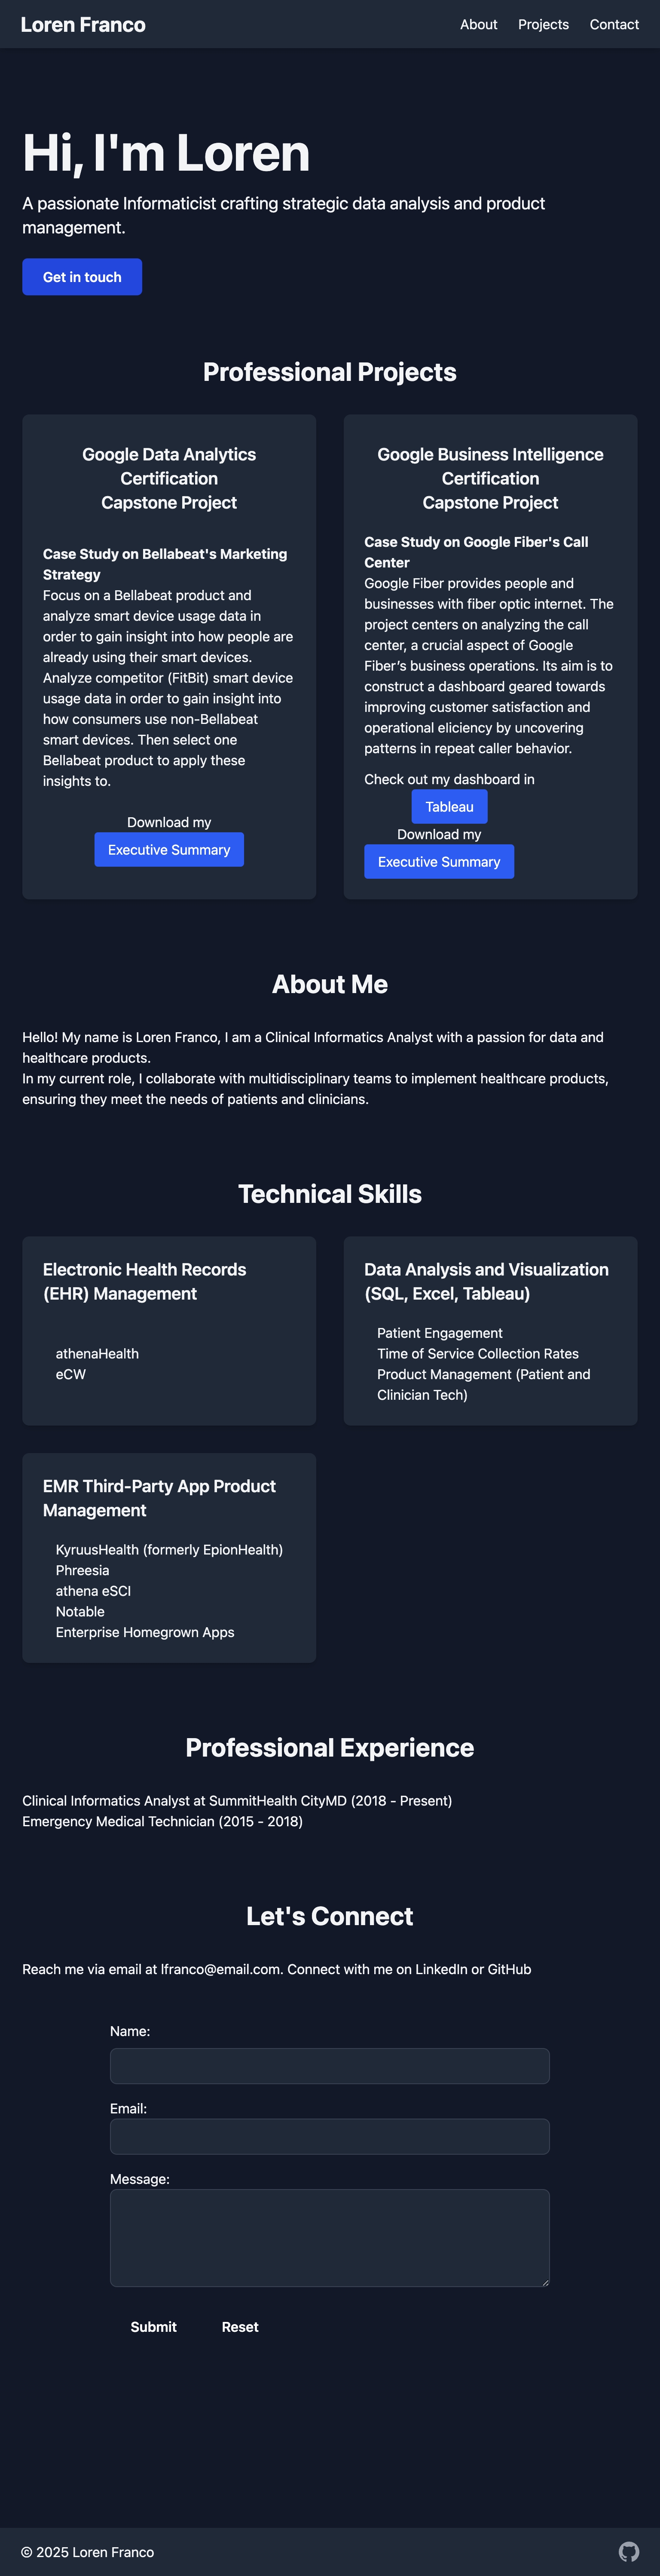 Loren Franco
About Projects Contact
Hi, I'm Loren
A passionate Informaticist crafting strategic data analysis and product
management.
Get in touch
Professional Projects
Google Data Analytics
Certification
Capstone Project
Case Study on Bellabeat's Marketing
Strategy
Focus on a Bellabeat product and
analyze smart device usage data in
order to gain insight into how people are
already using their smart devices.
Analyze competitor (FitBit) smart device
usage data in order to gain insight into
how consumers use non-Bellabeat
smart devices. Then select one
Bellabeat product to apply these
insights to.
Download my
Executive Summary
Google Business Intelligence
Certification
Capstone Project
Case Study on Google Fiber's Call
Center
Google Fiber provides people and
businesses with fiber optic internet. The
project centers on analyzing the call
center, a crucial aspect of Google
Fiber’s business operations. Its aim is to
construct a dashboard geared towards
improving customer satisfaction and
operational eliciency by uncovering
patterns in repeat caller behavior.
Check out my dashboard in
Tableau
Download my
Executive Summary
About Me
Hello! My name is Loren Franco, I am a Clinical Informatics Analyst with a passion for data and
healthcare products.
In my current role, I collaborate with multidisciplinary teams to implement healthcare products,
ensuring they meet the needs of patients and clinicians.
Technical Skills
Electronic Health Records
(EHR) Management
athenaHealth
eCW
Data Analysis and Visualization
(SQL, Excel, Tableau)
Patient Engagement
Time of Service Collection Rates
Product Management (Patient and
Clinician Tech)
EMR Third-Party App Product
Management
KyruusHealth (formerly EpionHealth)
Phreesia
athena eSCI
Notable
Enterprise Homegrown Apps
Professional Experience
Clinical Informatics Analyst at SummitHealth CityMD (2018 - Present)
Emergency Medical Technician (2015 - 2018)
Let's Connect
Reach me via email at lfranco@email.com. Connect with me on LinkedIn or GitHub
Name:
Email:
Message:
Submit Reset
© 2025 Loren Franco